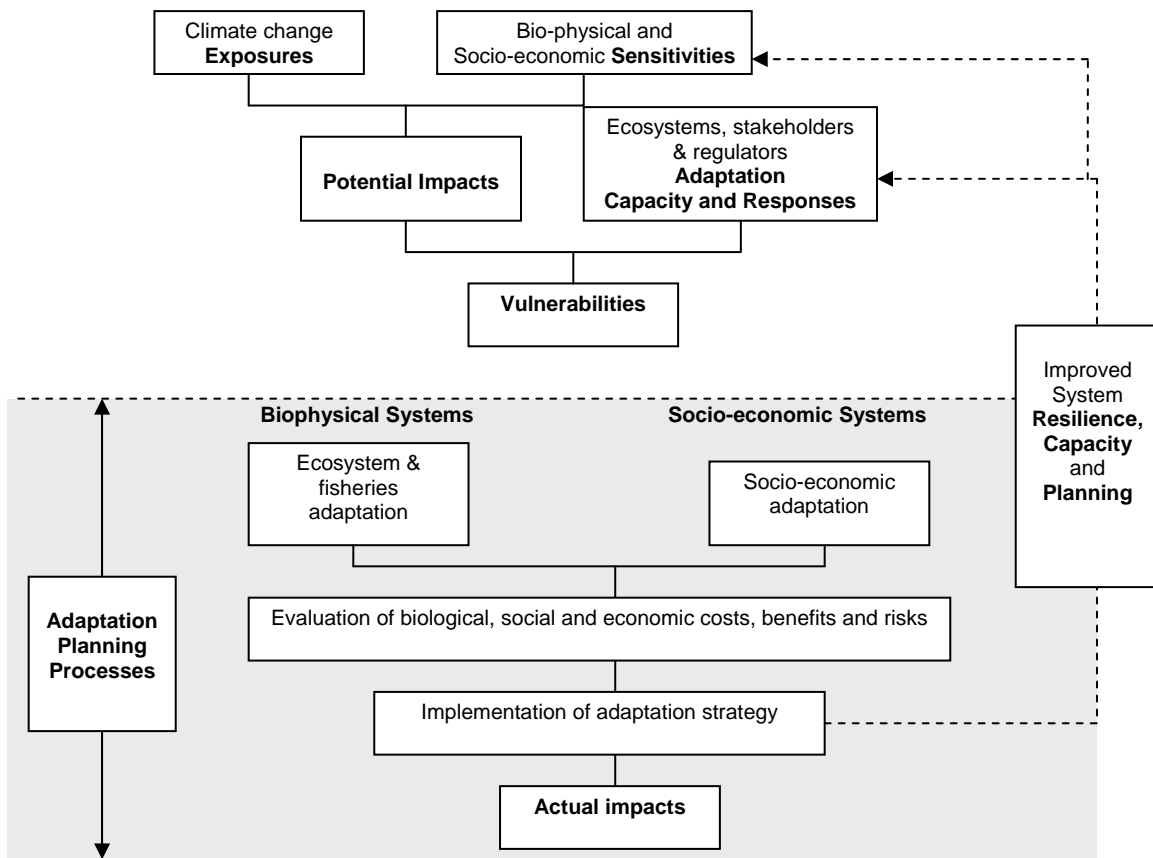 Climate change
Exposures
Bio-physical and
Socio-economic Sensitivities
Ecosystems, stakeholders
& regulators
Adaptation
Capacity and Responses
Potential Impacts
Vulnerabilities
Improved
System
Resilience,
Capacity
and
Planning
Biophysical Systems
Socio-economic Systems
Ecosystem &
fisheries
adaptation
Socio-economic
adaptation
Adaptation
Planning
Processes
Evaluation of biological, social and economic costs, benefits and risks
Implementation of adaptation strategy
Actual impacts